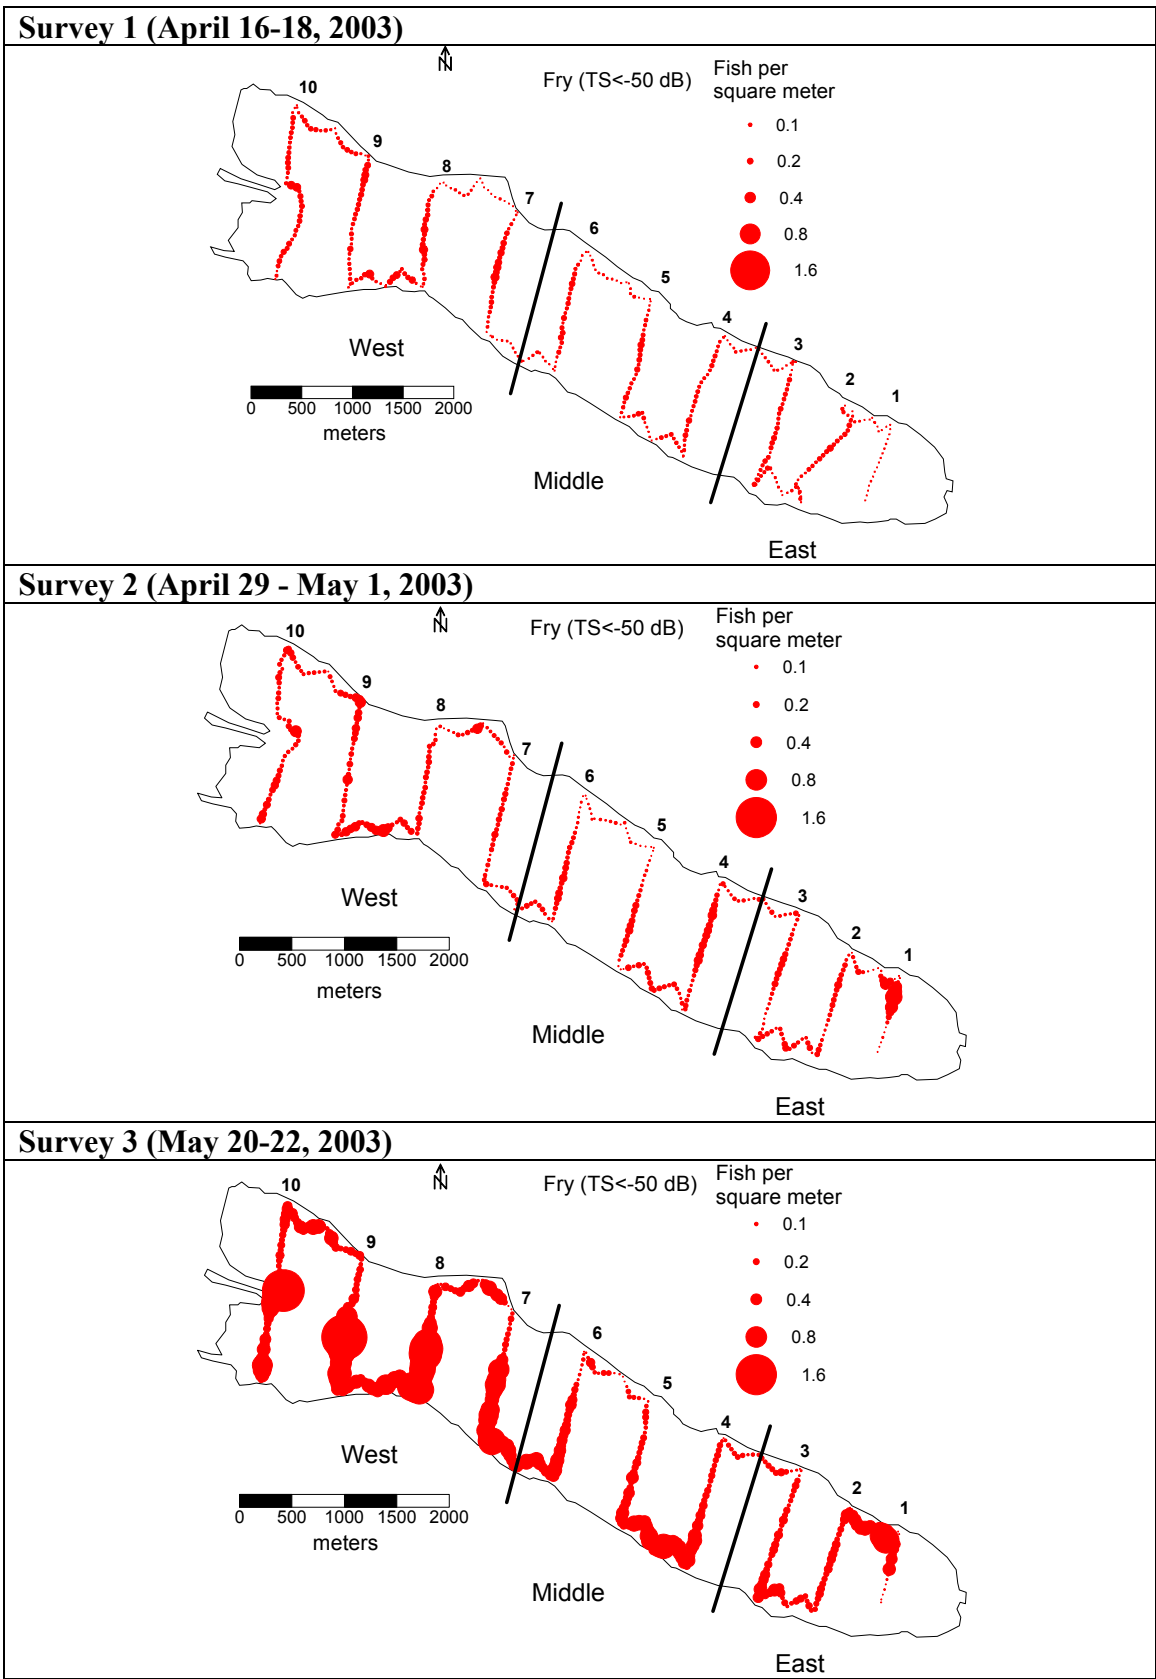 Survey 1 (April 16-18, 2003)
N
Fry (TS<-50 dB)
Fish per
square meter
0.1
0.2
0.4
0.8
1.6
10
9
8
7
6
5
4
3
2
1
West
0 500 1000 1500 2000
meters
Middle
East
Survey 2 (April 29 - May 1, 2003)
N
Fry (TS<-50 dB)
Fish per
square meter
0.1
0.2
0.4
0.8
1.6
10
9
8
7
6
5
4
3
2
1
West
0 500 1000 1500 2000
meters
Middle
East
Survey 3 (May 20-22, 2003)
N
Fry (TS<-50 dB)
Fish per
square meter
0.1
0.2
0.4
0.8
1.6
10
9
8
7
6
5
4
3
2
1
West
0 500 1000 1500 2000
meters
Middle
East